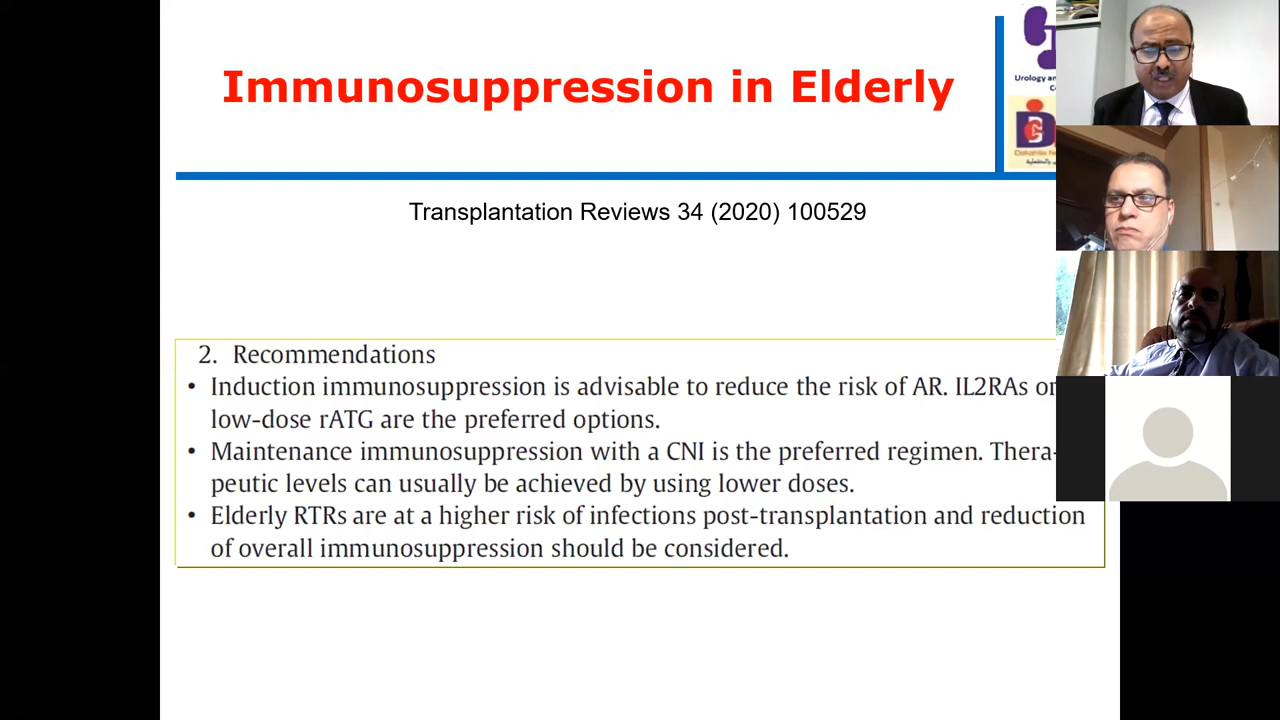 Immunosuppression in Elderly
Urology an
C
Transplantation Reviews 34 (2020) 100529
2. Recommendations
• Induction immunosuppression is advisable to reduce the risk of AR. IL2RAs or
low-dose rATG are the preferred options.
• Maintenance immunosuppression with a CNI is the preferred regimen. Thera-
peutic levels can usually be achieved by using lower doses.
• Elderly RTRs are at a higher risk of infections post-transplantation and reduction
of overall immunosuppression should be considered.